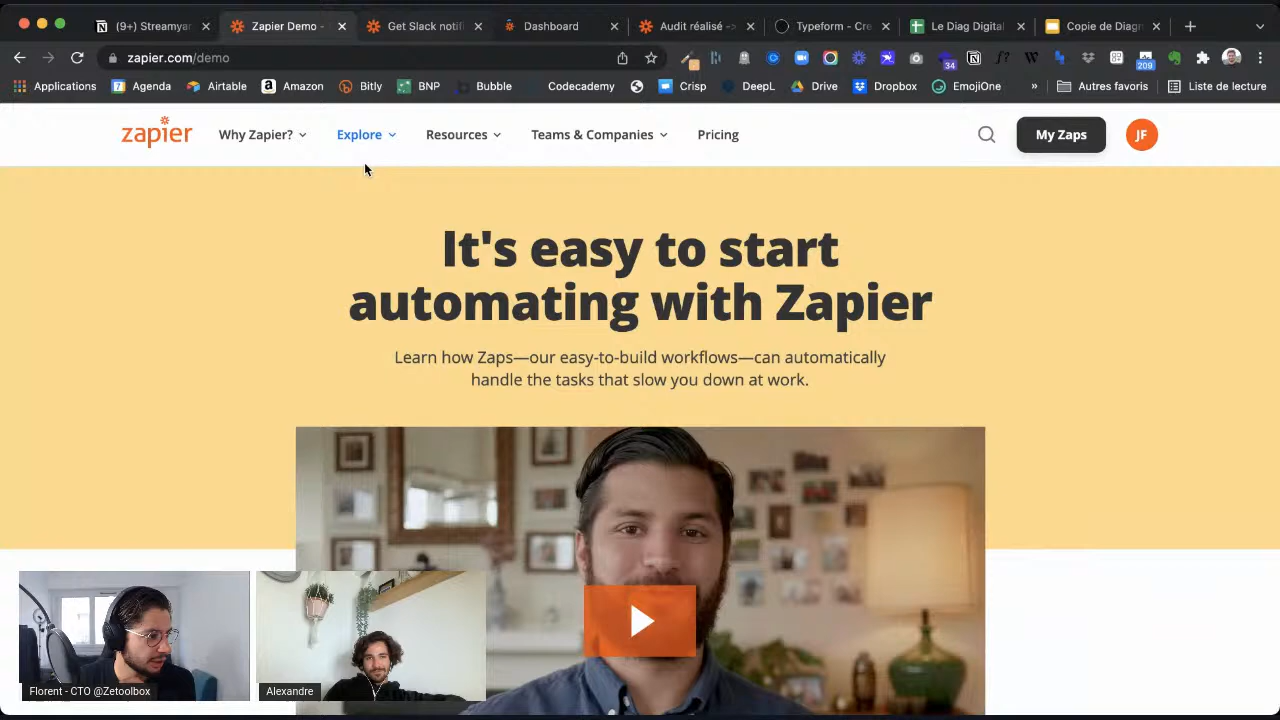 (9+) Streamyar
Zapier Demo -
Get Slack notifi
Dashboard
Audit réalisé ->
Typeform - Cre
Le Diag Digital
Copie de Diagn
zapier.com/demo
34
209
Applications
7 Agenda
Airtable
Amazon
Bitly
BNP
Bubble
Codecademy
Crisp
DeepL
Drive
Dropbox
EmojiOne
»
Autres favoris
Liste de lecture
zapier
Why Zapier?
Explore
Resources
Teams & Companies
Pricing
My Zaps
JF
It's easy to start
automating with Zapier
Learn how Zaps—our easy-to-build workflows—can automatically
handle the tasks that slow you down at work.
Florent - CTO @Zetoolbox
Alexandre